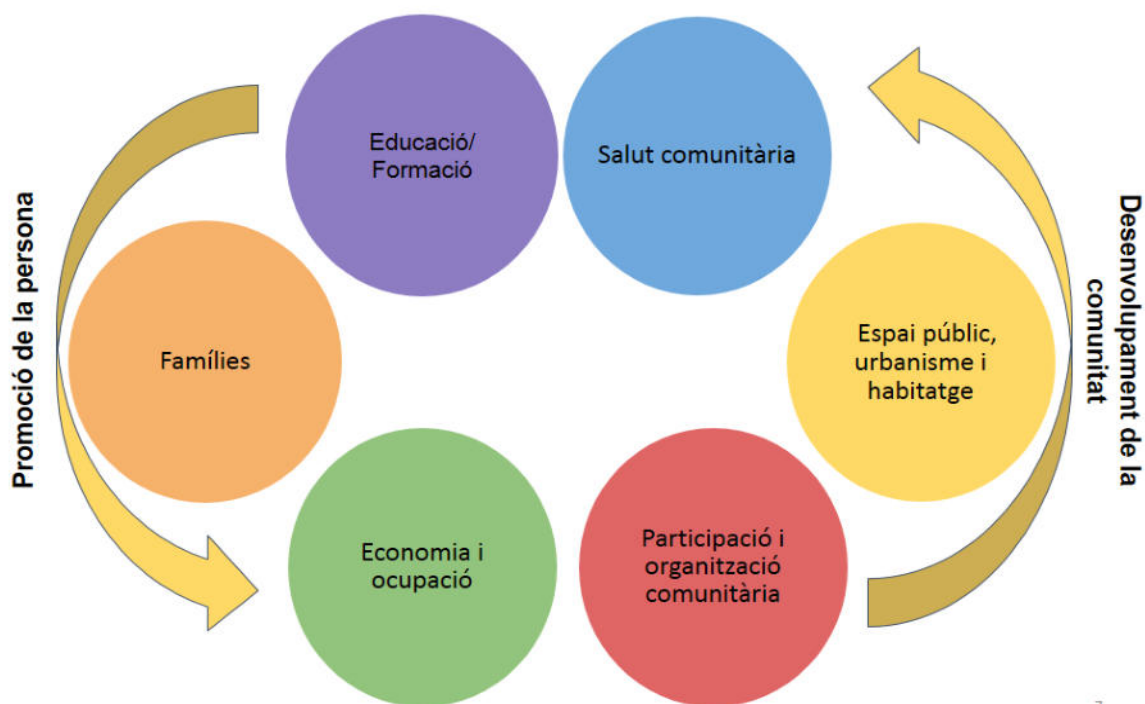 Educació/
Formació
Salut comunitària
Promoció de la persona
Desenvolupament de la
comunitat
Famílies
Espai públic,
urbanisme i
habitatge
Economia i
ocupació
Participació i
organització
comunitària